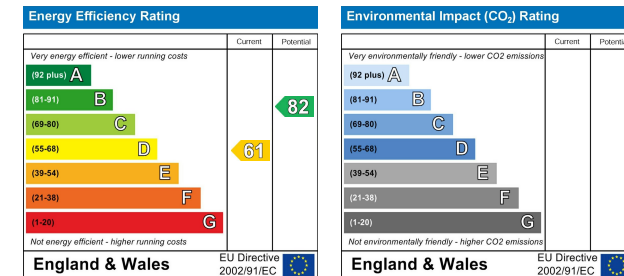 Energy Efficiency Rating
Current Potential
Very energy efficient - lower running costs
(92 plus) A
(81-91) B
(69-80) C
(55-68) D
(39-54) E
(21-38) F
(1-20) G
82
61
Not energy efficient - higher running costs
England & Wales
EU Directive
2002/91/EC
Environmental Impact (CO₂) Rating
Current Potential
Very environmentally friendly - lower CO2 emissions
(92 plus) A
(81-91) B
(69-80) C
(55-68) D
(39-54) E
(21-38) F
(1-20) G
Not environmentally friendly - higher CO2 emissions
England & Wales
EU Directive
2002/91/EC